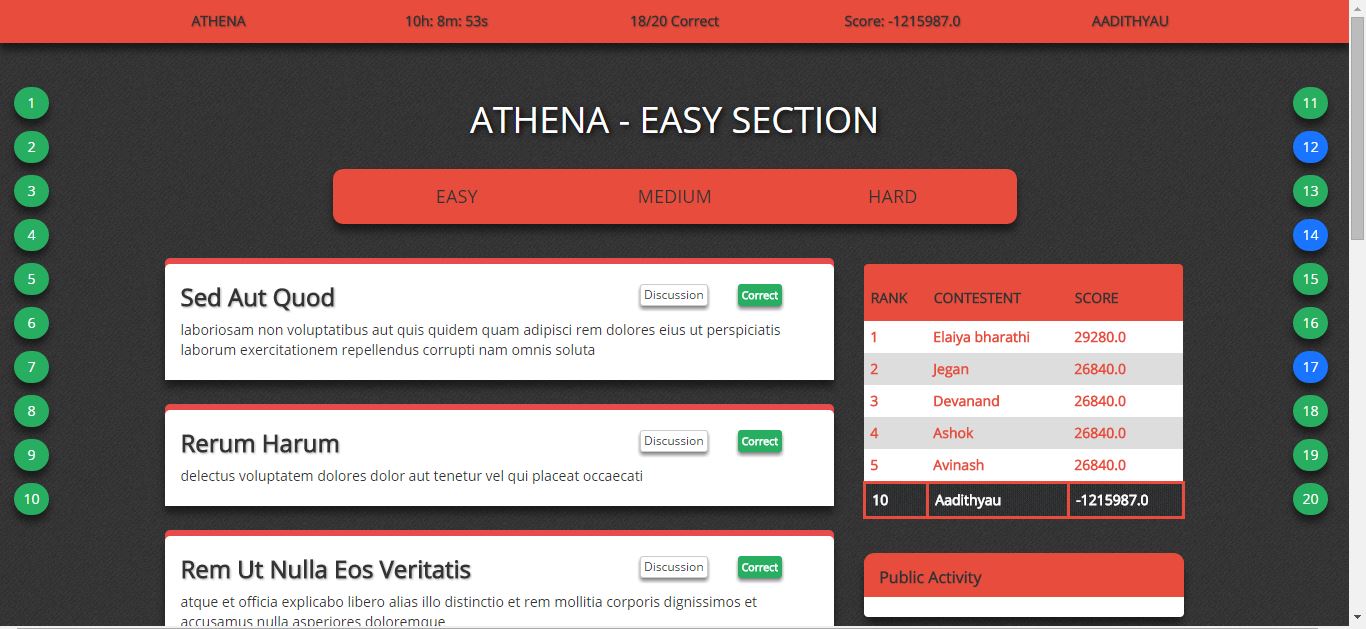 ATHENA 10h: 8m: 53s 18/20 Correct Score: -1215987.0 AADITHYAU
1
2
3
4
5
6
7
8
9
10
ATHENA - EASY SECTION
EASY MEDIUM HARD
Sed Aut Quod Discussion Correct
laboriosam non voluptatibus aut quis quidem quam adipisci rem dolores eius ut perspiciatis
laborum exercitationem repellendus corrupti nam omnis soluta
Rerum Harum Discussion Correct
delectus voluptatem dolores dolor aut tenetur vel qui placeat occaecati
Rem Ut Nulla Eos Veritatis Discussion Correct
atque et officia explicabo libero alias illo distinctio et rem mollitia corporis dignissimos et
accusamus nulla asperiores doloremque
RANK CONTESTENT SCORE
1 Elaiya bharathi 29280.0
2 Jegan 26840.0
3 Devanand 26840.0
4 Ashok 26840.0
5 Avinash 26840.0
10 Aadithyau -1215987.0
Public Activity
11
12
13
14
15
16
17
18
19
20